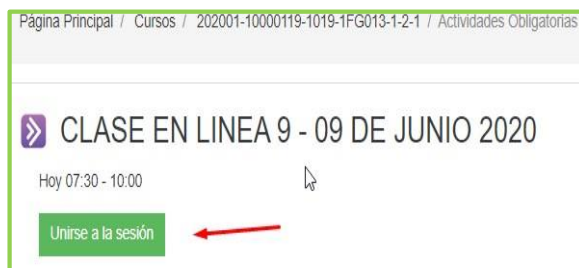 Página Principal / Cursos / 202001-10000119-1019-1FG013-1-2-1 / Actividades Obligatorias
CLASE EN LINEA 9 - 09 DE JUNIO 2020
Hoy 07:30 - 10:00
Unirse a la sesión